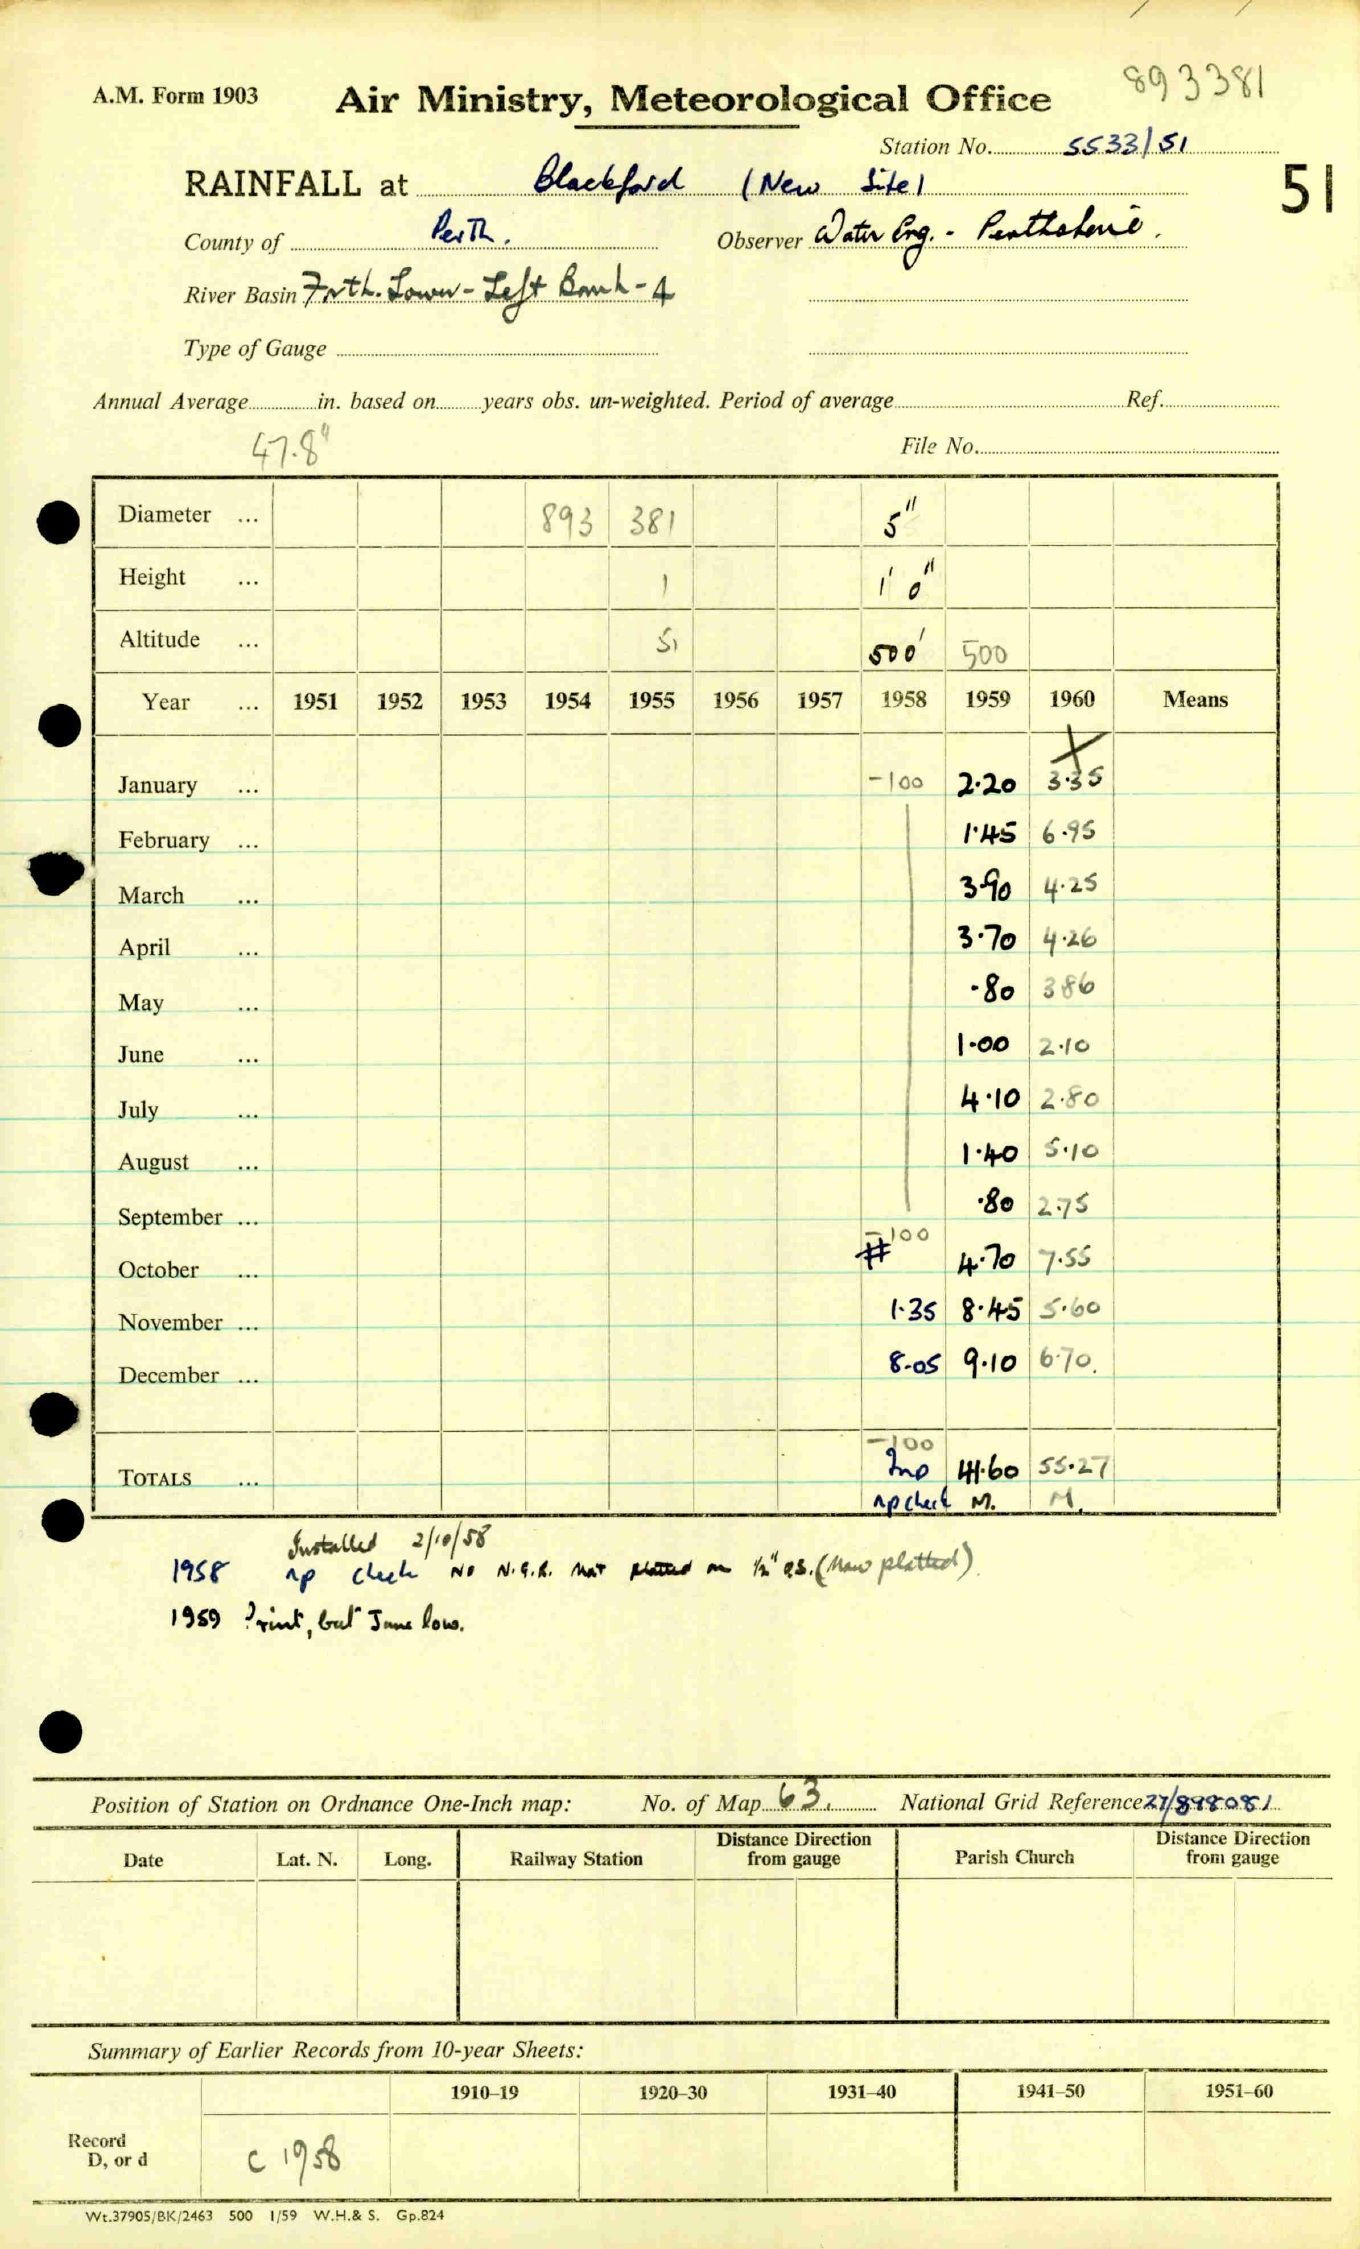 893381
A.M. Form 1903 Air Ministry, Meteorological Office
Station No. 5533/51
RAINFALL at Blackford (New Site) 51
County of Perth. Observer Water Eng. - Perthshire.
River Basin Forth. Lower - Left Bank - 4
Type of Gauge
Annual Average in. based on years obs. un-weighted. Period of average Ref.
47.8"
File No.
Diameter ... 893 381 5"
Height ... 1 1' 0"
Altitude ... 51 500' 500
Year ... 1951 1952 1953 1954 1955 1956 1957 1958 1959 1960 Means
X
January ... -100 2.20 3.35
February ... 1.45 6.95
March ... 3.90 4.25
April ... 3.70 4.26
May ... .80 3 86
June ... 1.00 2.10
July ... 4.10 2.80
August ... 1.40 5.10
September ... .80 2.75
-100
October ... # 4.70 7.55
November ... 1.35 8.45 5.60
December ... 8.05 9.10 6.70.
-100
TOTALS ... Inp 41.60 55.27
np check M. M.
Installed 2/10/58
1958 np check No N.G.R. not plotted on ½" O.S. (Now plotted)
1959 Print, but June low.
Position of Station on Ordnance One-Inch map: No. of Map 63. National Grid Reference 27/898081
Date Lat. N. Long. Railway Station Distance Direction from gauge Parish Church Distance Direction from gauge
Summary of Earlier Records from 10-year Sheets:
1910–19 1920–30 1931–40 1941–50 1951–60
Record
D, or d C 1958
Wt.37905/BK/2463 500 1/59 W.H.& S. Gp.824